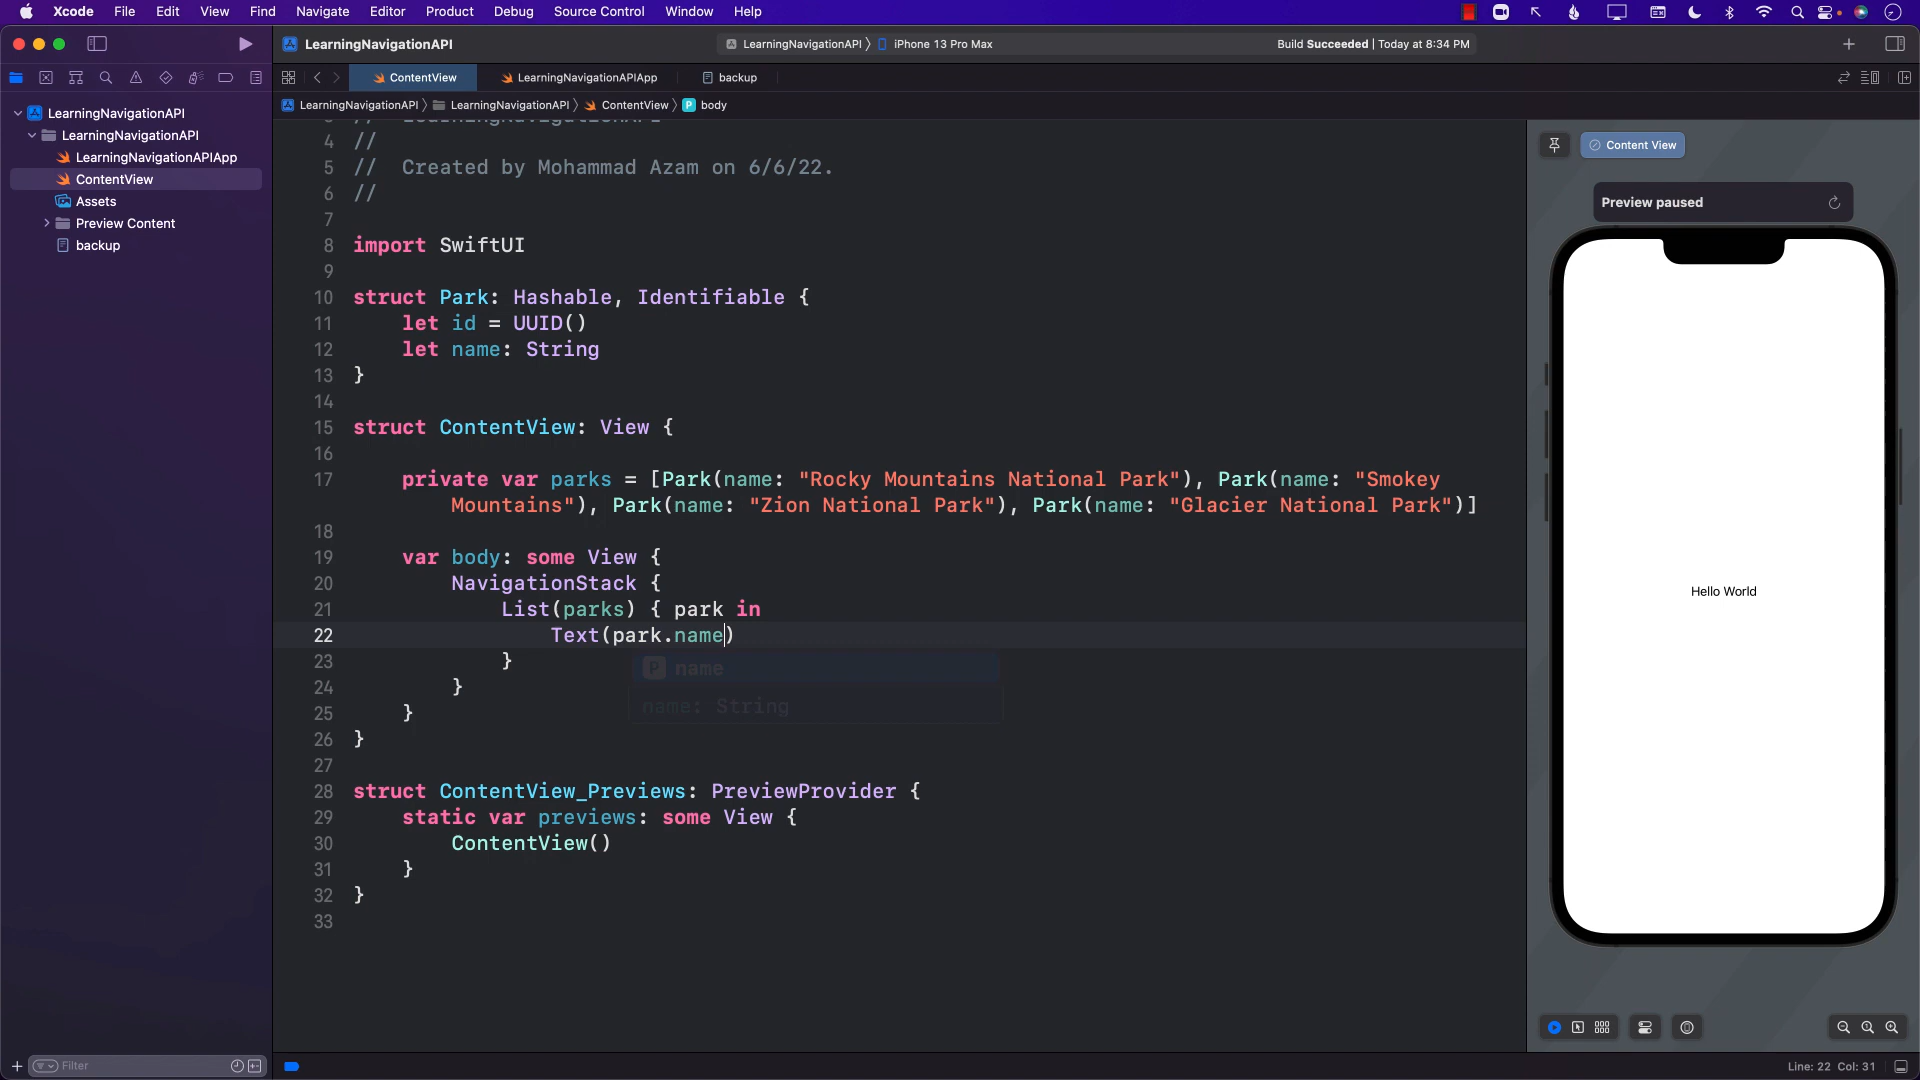 Xcode File Edit View Find Navigate Editor Product Debug Source Control Window Help
LearningNavigationAPI
LearningNavigationAPI iPhone 13 Pro Max
Build Succeeded | Today at 8:34 PM
ContentView
LearningNavigationAPIApp
backup
LearningNavigationAPI LearningNavigationAPI ContentView P body
LearningNavigationAPI
LearningNavigationAPI
LearningNavigationAPIApp
ContentView
Assets
Preview Content
backup
3 // LearningNavigationAPI
4 //
5 // Created by Mohammad Azam on 6/6/22.
6 //
7
8 import SwiftUI
9
10 struct Park: Hashable, Identifiable {
11 let id = UUID()
12 let name: String
13 }
14
15 struct ContentView: View {
16
17 private var parks = [Park(name: "Rocky Mountains National Park"), Park(name: "Smokey
Mountains"), Park(name: "Zion National Park"), Park(name: "Glacier National Park")]
18
19 var body: some View {
20 NavigationStack {
21 List(parks) { park in
22 Text(park.name)
23 }
P name
24 }
name: String
25 }
26 }
27
28 struct ContentView_Previews: PreviewProvider {
29 static var previews: some View {
30 ContentView()
31 }
32 }
33
Content View
Preview paused
Hello World
Filter
Line: 22 Col: 31